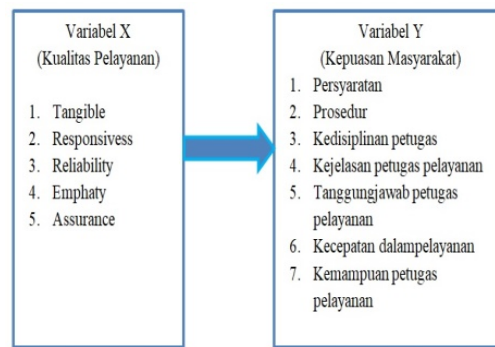 Variabel X
(Kualitas Pelayanan)
1. Tangible
2. Responsivess
3. Reliability
4. Emphaty
5. Assurance
Variabel Y
(Kepuasan Masyarakat)
1. Persyaratan
2. Prosedur
3. Kedisiplinan petugas
4. Kejelasan petugas pelayanan
5. Tanggungjawab petugas
pelayanan
6. Kecepatan dalampelayanan
7. Kemampuan petugas
pelayanan